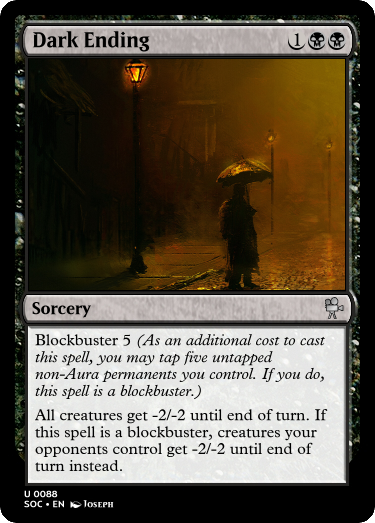 Dark Ending 1
Sorcery
Blockbuster 5 (As an additional cost to cast
this spell, you may tap five untapped
non-Aura permanents you control. If you do,
this spell is a blockbuster.)
All creatures get -2/-2 until end of turn. If
this spell is a blockbuster, creatures your
opponents control get -2/-2 until end of
turn instead.
U 0088
SOC • EN Joseph